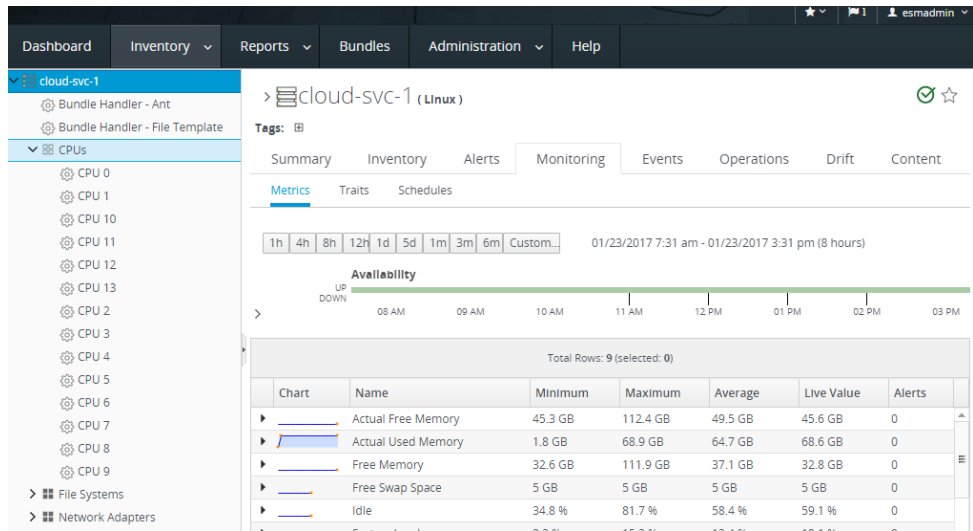 1 esmadmin
Dashboard Inventory Reports Bundles Administration Help
cloud-svc-1
Bundle Handler - Ant
Bundle Handler - File Template
CPUs
CPU 0
CPU 1
CPU 10
CPU 11
CPU 12
CPU 13
CPU 2
CPU 3
CPU 4
CPU 5
CPU 6
CPU 7
CPU 8
CPU 9
File Systems
Network Adapters
cloud-svc-1 ( Linux )
Tags:
Summary Inventory Alerts Monitoring Events Operations Drift Content
Metrics Traits Schedules
1h 4h 8h 12h 1d 5d 1m 3m 6m Custom... 01/23/2017 7:31 am - 01/23/2017 3:31 pm (8 hours)
Availability
UP
DOWN
08 AM 09 AM 10 AM 11 AM 12 PM 01 PM 02 PM 03 PM
Total Rows: 9 (selected: 0)
Chart Name Minimum Maximum Average Live Value Alerts
Actual Free Memory 45.3 GB 112.4 GB 49.5 GB 45.6 GB 0
Actual Used Memory 1.8 GB 68.9 GB 64.7 GB 68.6 GB 0
Free Memory 32.6 GB 111.9 GB 37.1 GB 32.8 GB 0
Free Swap Space 5 GB 5 GB 5 GB 5 GB 0
Idle 34.8 % 81.7 % 58.4 % 59.1 % 0